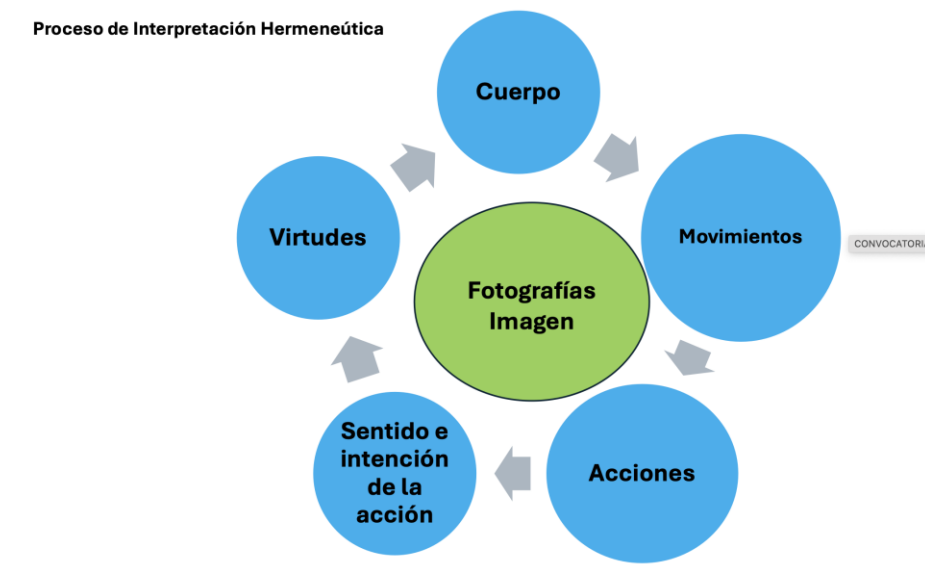 Proceso de Interpretación Hermeneútica
Cuerpo
Movimientos
CONVOCATORI
Virtudes
Fotografías
Imagen
Sentido e
intención
de la
acción
Acciones